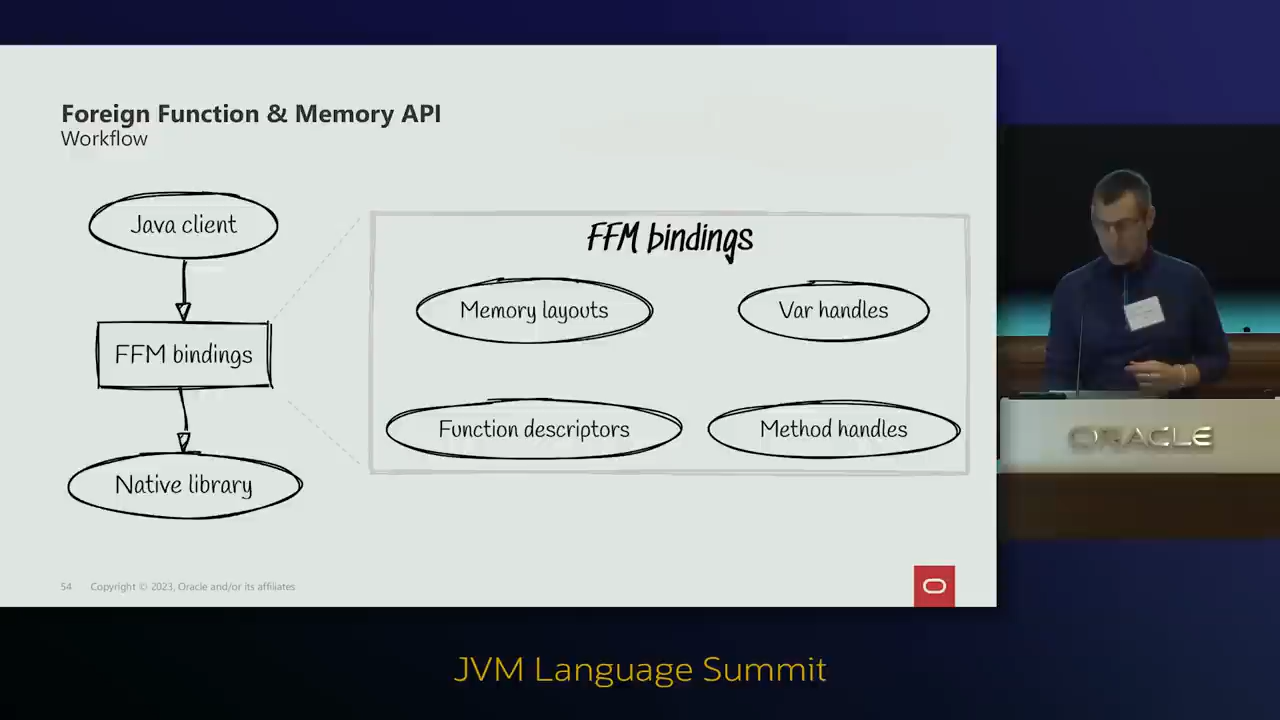 Foreign Function & Memory API
Workflow
Java client
FFM bindings
Native library
FFM bindings
Memory layouts
Var handles
Function descriptors
Method handles
54 Copyright © 2023, Oracle and/or its affiliates
ORACLE
JVM Language Summit